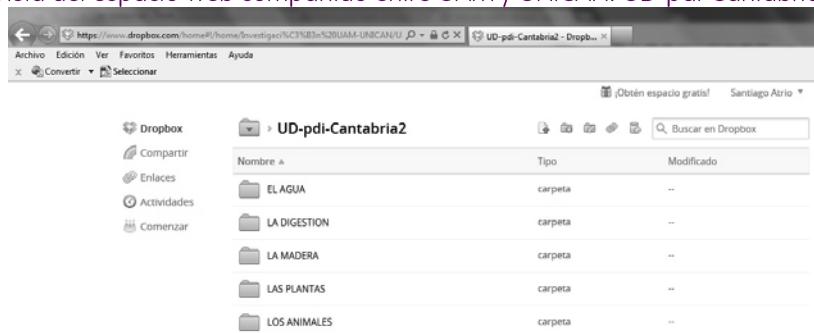 https://www.dropbox.com/home#!/home/Investigaci%C3%B3n%20UAM-UNICAN/U
UD-pdi-Cantabria2 - Dropb...
Archivo Edición Ver Favoritos Herramientas Ayuda
x Convertir Seleccionar
¡Obtén espacio gratis! Santiago Atrio
Dropbox
Compartir
Enlaces
Actividades
Comenzar
UD-pdi-Cantabria2
Buscar en Dropbox
Nombre Tipo Modificado
EL AGUA carpeta --
LA DIGESTION carpeta --
LA MADERA carpeta --
LAS PLANTAS carpeta --
LOS ANIMALES carpeta --